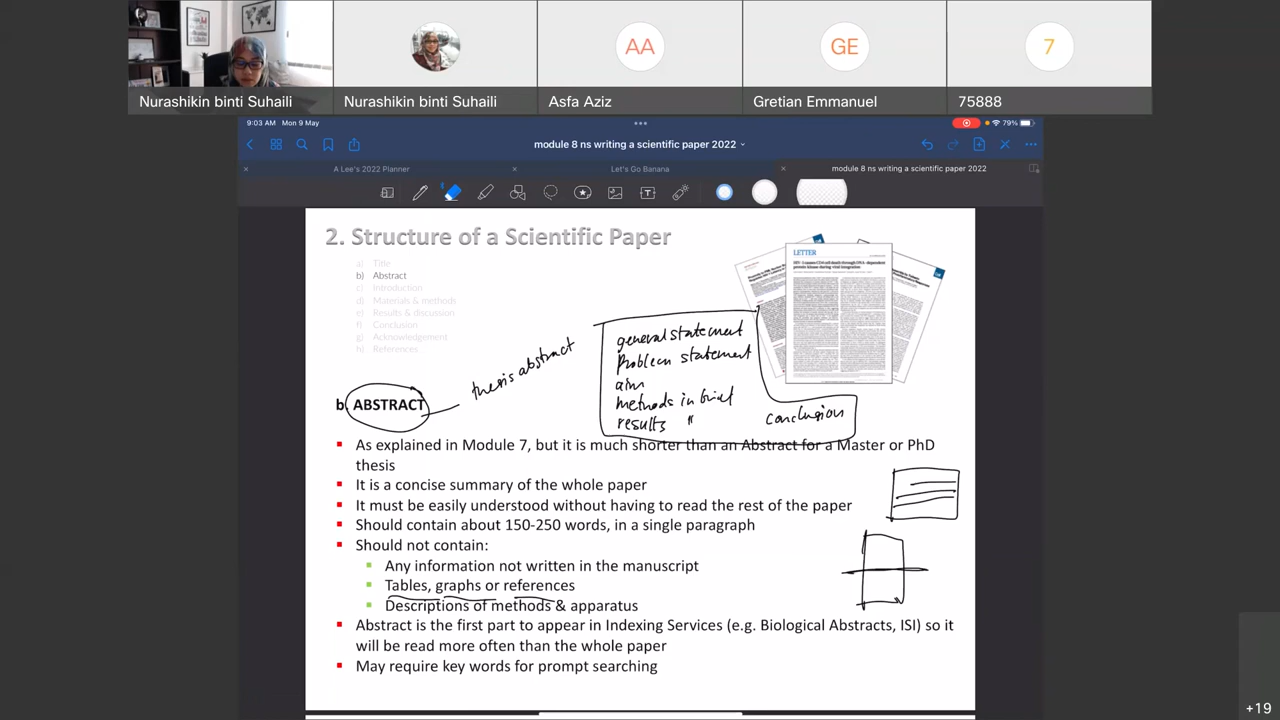 AA
GE
7
Nurashikin binti Suhaili
Nurashikin binti Suhaili
Asfa Aziz
Gretian Emmanuel
75888
9:03 AM Mon 9 May
79%
module 8 ns writing a scientific paper 2022
A Lee's 2022 Planner
Let's Go Banana
module 8 ns writing a scientific paper 2022
2. Structure of a Scientific Paper
a) Title
b) Abstract
c) Introduction
d) Materials & methods
e) Results & discussion
f) Conclusion
g) Acknowledgement
h) References
LETTER
thesis abstract
general statement
Problem statement
aim
methods in brief
results "
conclusion
b. ABSTRACT
As explained in Module 7, but it is much shorter than an Abstract for a Master or PhD
thesis
It is a concise summary of the whole paper
It must be easily understood without having to read the rest of the paper
Should contain about 150-250 words, in a single paragraph
Should not contain:
Any information not written in the manuscript
Tables, graphs or references
Descriptions of methods & apparatus
Abstract is the first part to appear in Indexing Services (e.g. Biological Abstracts, ISI) so it
will be read more often than the whole paper
May require key words for prompt searching
+19